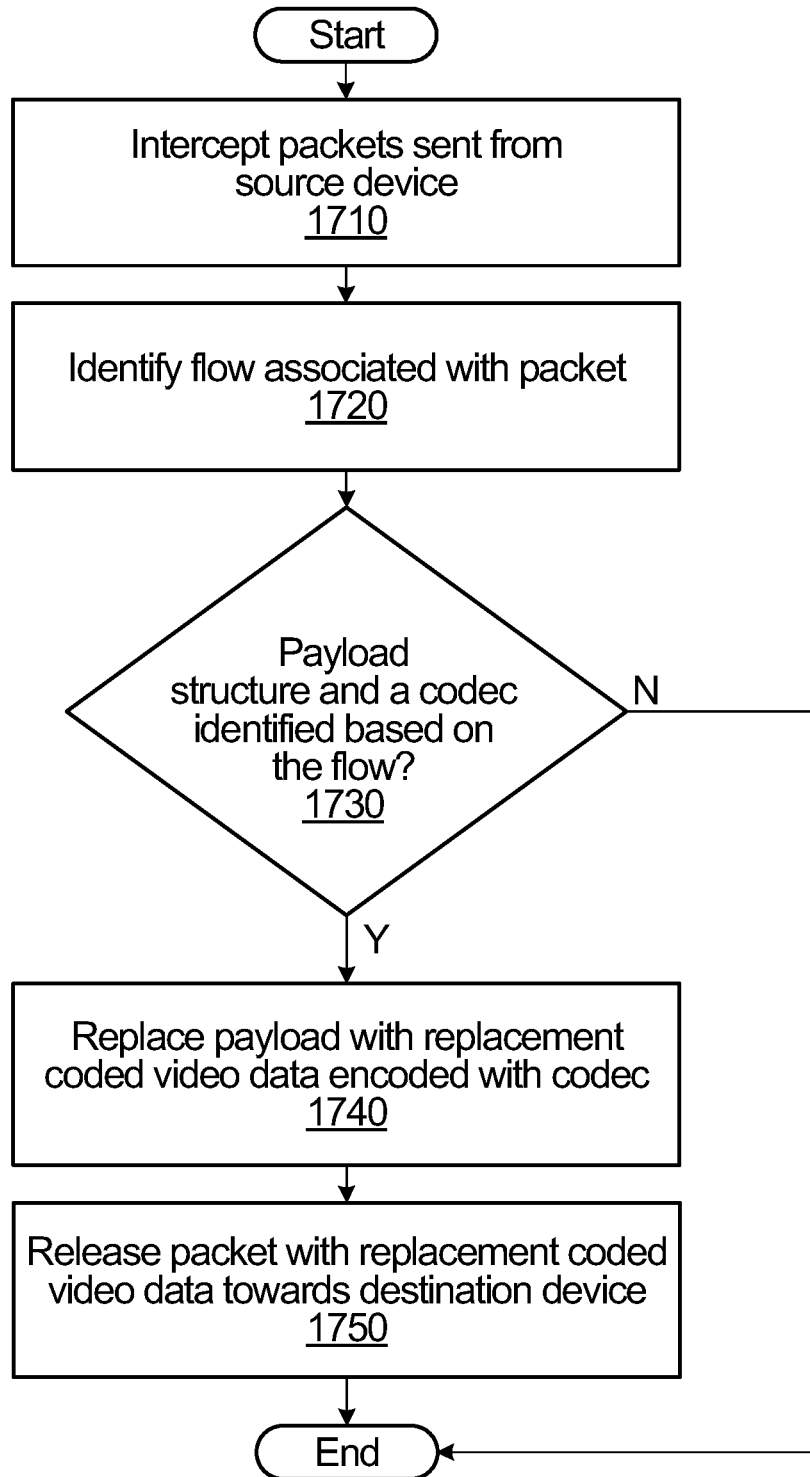 Start
Intercept packets sent from
source device
1710
Identify flow associated with packet
1720
Payload
structure and a codec
identified based on
the flow?
1730
N
Y
Replace payload with replacement
coded video data encoded with codec
1740
Release packet with replacement coded
video data towards destination device
1750
End